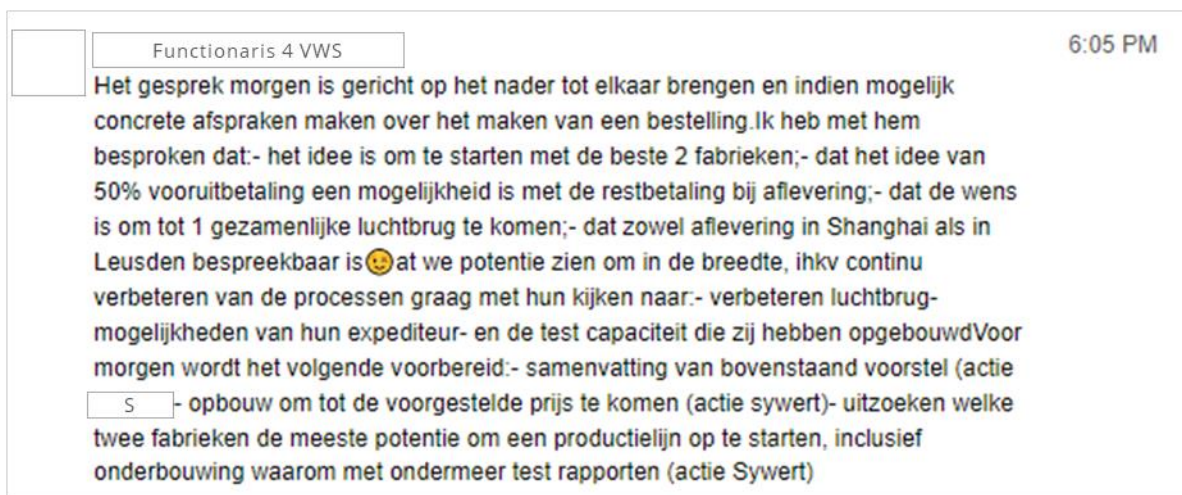 Functionaris 4 VWS
6:05 PM
Het gesprek morgen is gericht op het nader tot elkaar brengen en indien mogelijk
concrete afspraken maken over het maken van een bestelling.Ik heb met hem
besproken dat:- het idee is om te starten met de beste 2 fabrieken;- dat het idee van
50% vooruitbetaling een mogelijkheid is met de restbetaling bij aflevering;- dat de wens
is om tot 1 gezamenlijke luchtbrug te komen;- dat zowel aflevering in Shanghai als in
Leusden bespreekbaar is😉at we potentie zien om in de breedte, ihkv continu
verbeteren van de processen graag met hun kijken naar:- verbeteren luchtbrug-
mogelijkheden van hun expediteur- en de test capaciteit die zij hebben opgebouwdVoor
morgen wordt het volgende voorbereid:- samenvatting van bovenstaand voorstel (actie
S - opbouw om tot de voorgestelde prijs te komen (actie sywert)- uitzoeken welke
twee fabrieken de meeste potentie om een productielijn op te starten, inclusief
onderbouwing waarom met ondermeer test rapporten (actie Sywert)